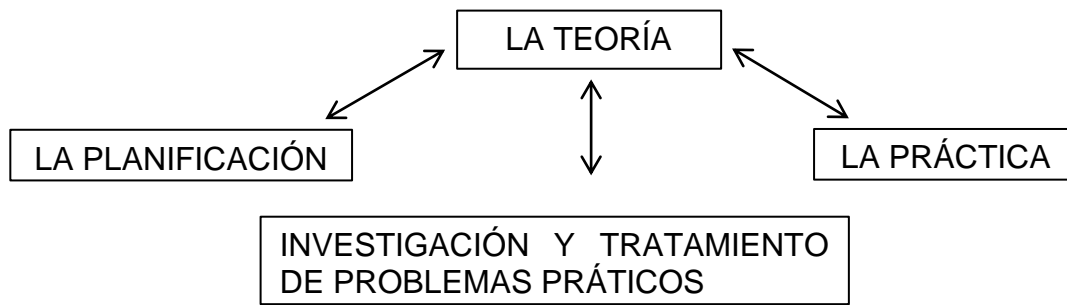 LA TEORÍA
LA PLANIFICACIÓN
LA PRÁCTICA
INVESTIGACIÓN Y TRATAMIENTO
DE PROBLEMAS PRÁTICOS